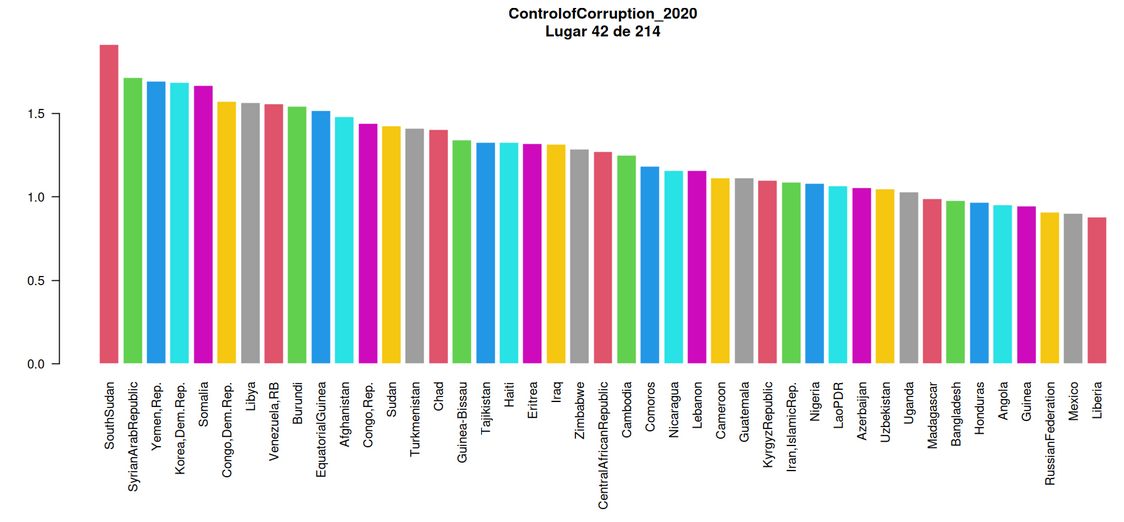 ControlofCorruption_2020
Lugar 42 de 214
1.5
1.0
0.5
0.0
SouthSudan
SyrianArabRepublic
Yemen,Rep.
Korea,Dem.Rep.
Somalia
Congo,Dem.Rep.
Libya
Venezuela,RB
Burundi
EquatorialGuinea
Afghanistan
Congo,Rep.
Sudan
Turkmenistan
Chad
Guinea-Bissau
Tajikistan
Haiti
Eritrea
Iraq
Zimbabwe
CentralAfricanRepublic
Cambodia
Comoros
Nicaragua
Lebanon
Cameroon
Guatemala
KyrgyzRepublic
Iran,IslamicRep.
Nigeria
LaoPDR
Azerbaijan
Uzbekistan
Uganda
Madagascar
Bangladesh
Honduras
Angola
Guinea
RussianFederation
Mexico
Liberia